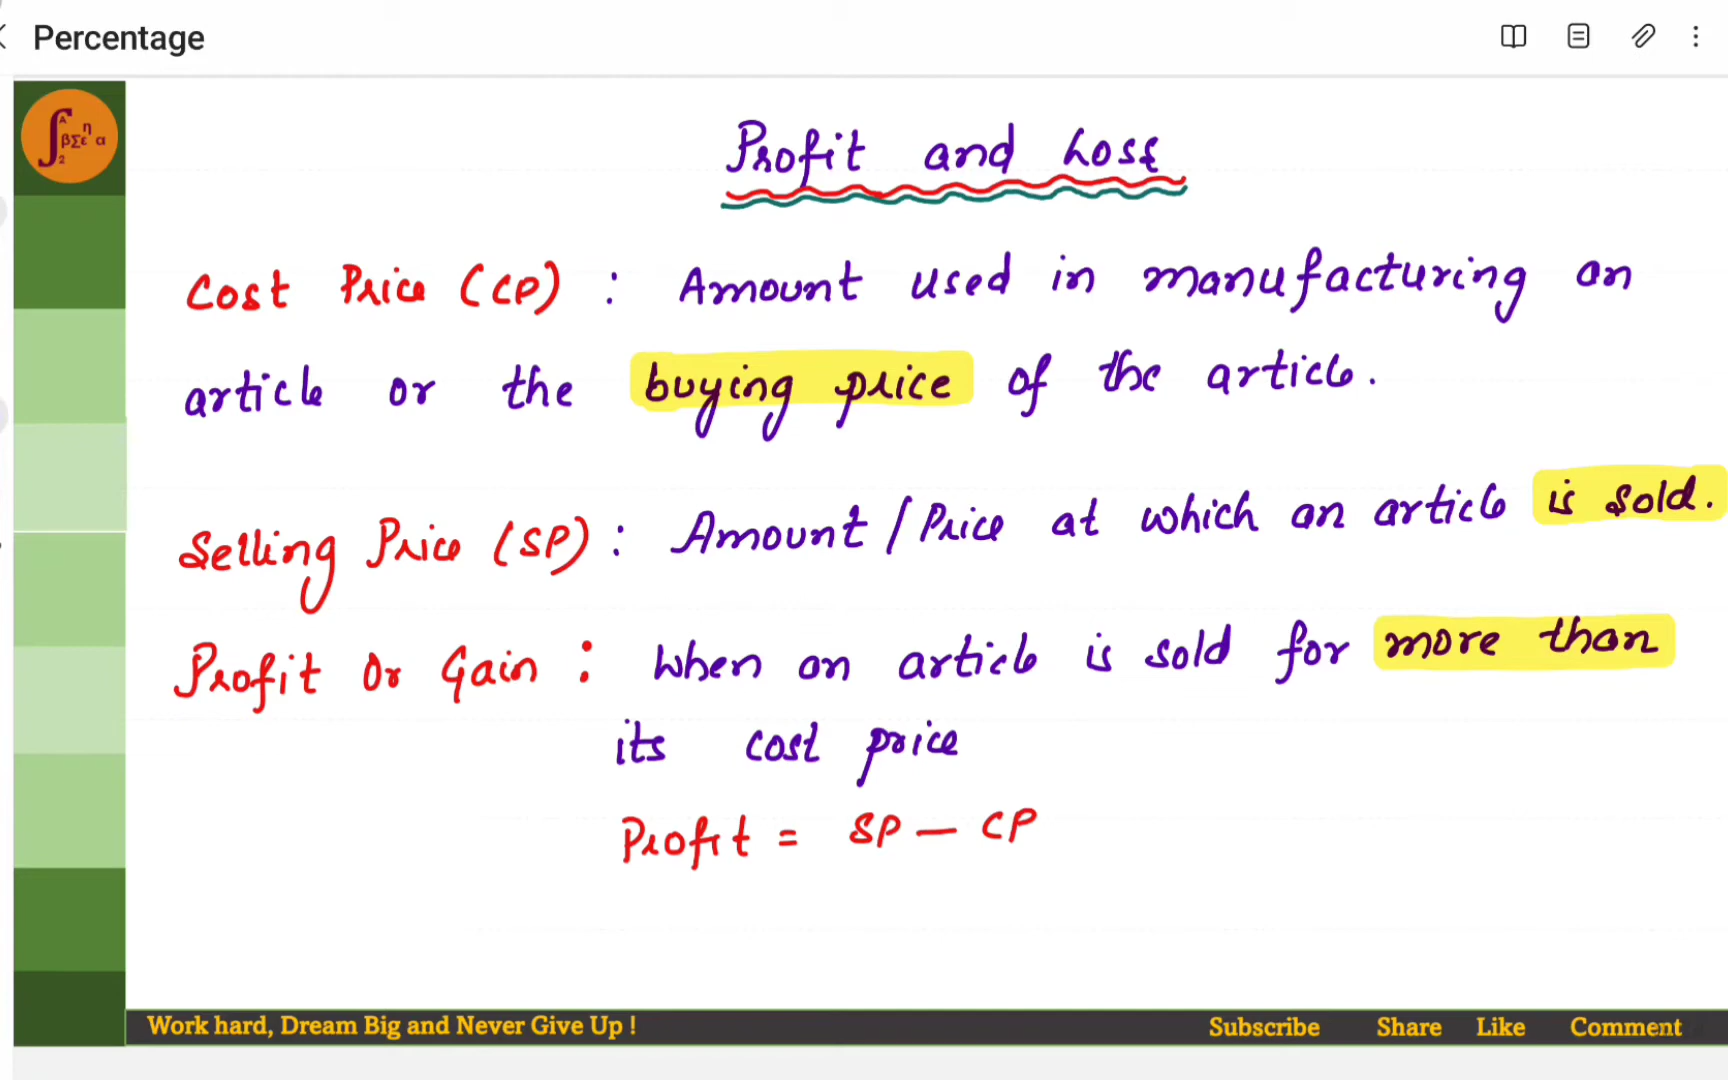 Percentage
Profit and Loss
Cost Price (CP) : Amount used in manufacturing an
article or the buying price of the article.
Selling Price (SP) : Amount / Price at which an article is sold.
Profit Or Gain : When an article is sold for more than
its cost price
Profit = SP - CP
Work hard, Dream Big and Never Give Up ! Subscribe Share Like Comment